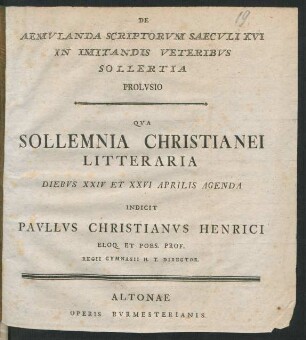 19.
DE
AEMVLANDA SCRIPTORVM SAECVLI XVI
IN IMITANDIS VETERIBVS
SOLLERTIA
PROLVSIO
QVA
SOLLEMNIA CHRISTIANEI
LITTERARIA
DIEBVS XXIV ET XXVI APRILIS AGENDA
INDICIT
PAVLLVS CHRISTIANVS HENRICI
ELOQ. ET POES. PROF.
REGII GYMNASII H. T. DIRECTOR.
ALTONAE
OPERIS BVRMESTERIANIS.